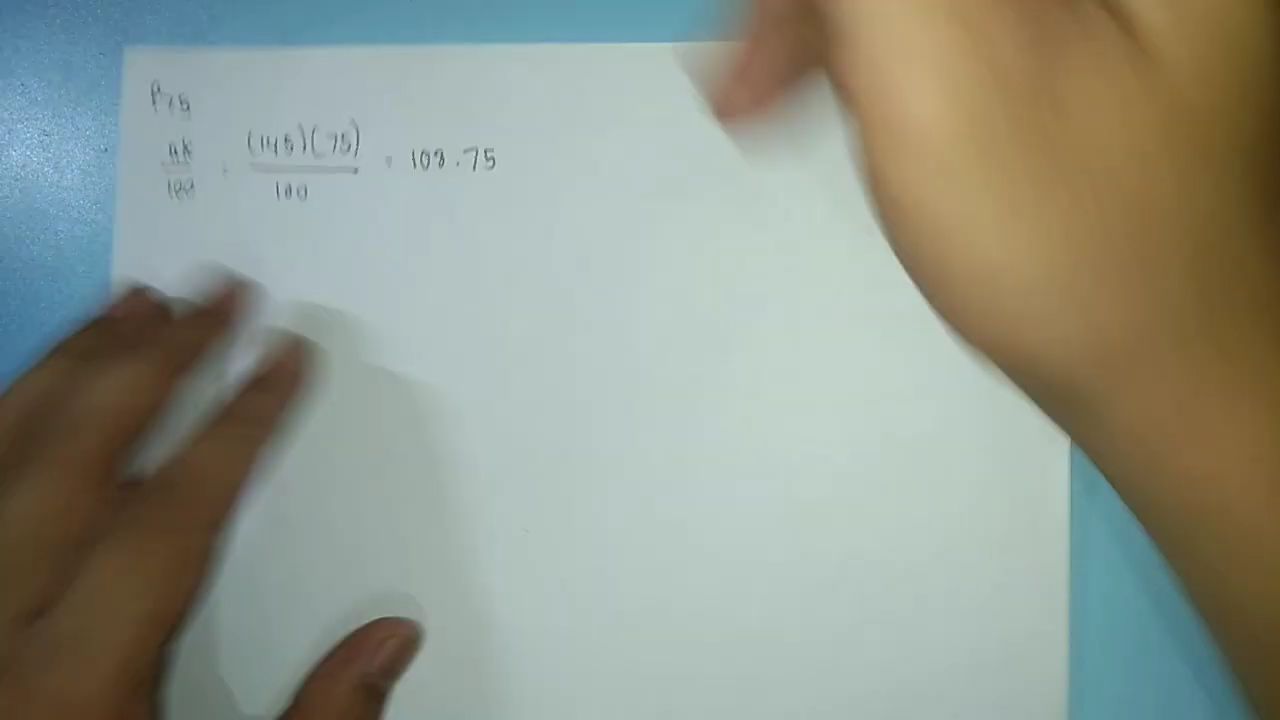 P75
nk/100 = (145)(75)/100 = 108.75